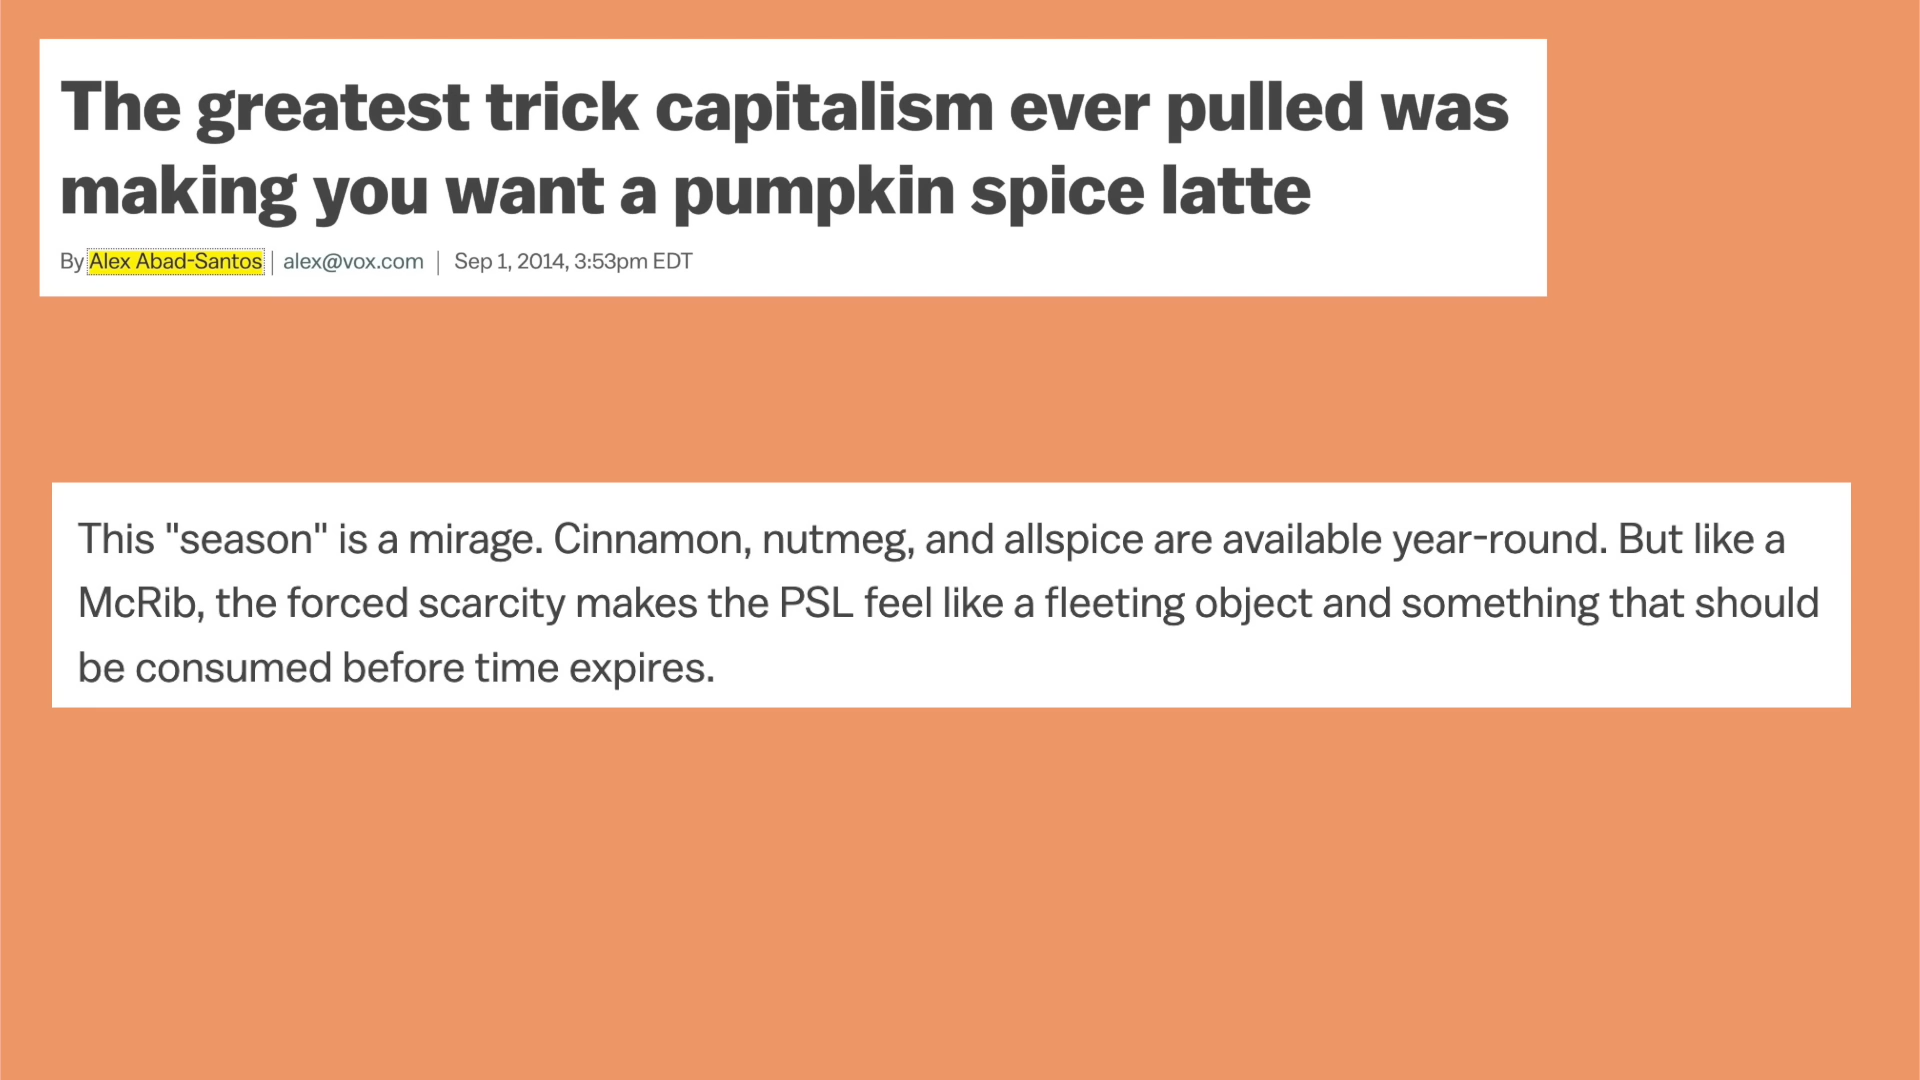 The greatest trick capitalism ever pulled was
making you want a pumpkin spice latte
By Alex Abad-Santos | alex@vox.com | Sep 1, 2014, 3:53pm EDT
This "season" is a mirage. Cinnamon, nutmeg, and allspice are available year-round. But like a
McRib, the forced scarcity makes the PSL feel like a fleeting object and something that should
be consumed before time expires.